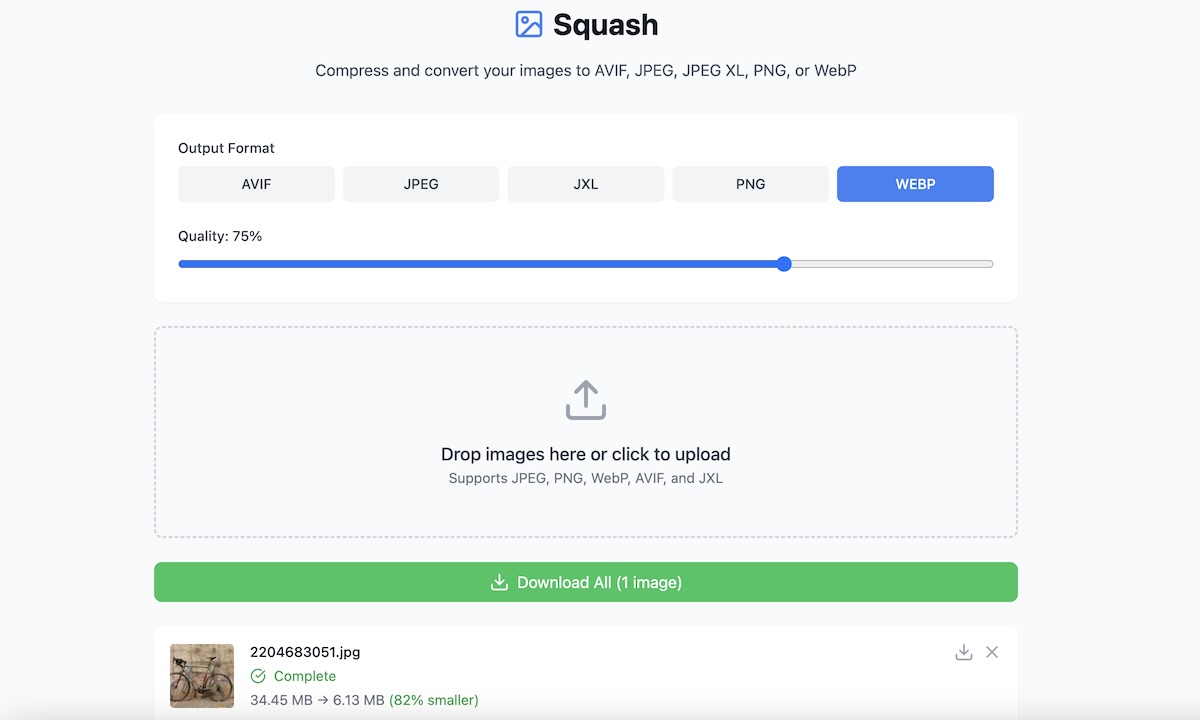 Squash
Compress and convert your images to AVIF, JPEG, JPEG XL, PNG, or WebP
Output Format
AVIF JPEG JXL PNG WEBP
Quality: 75%
Drop images here or click to upload
Supports JPEG, PNG, WebP, AVIF, and JXL
Download All (1 image)
2204683051.jpg
Complete
34.45 MB → 6.13 MB (82% smaller)